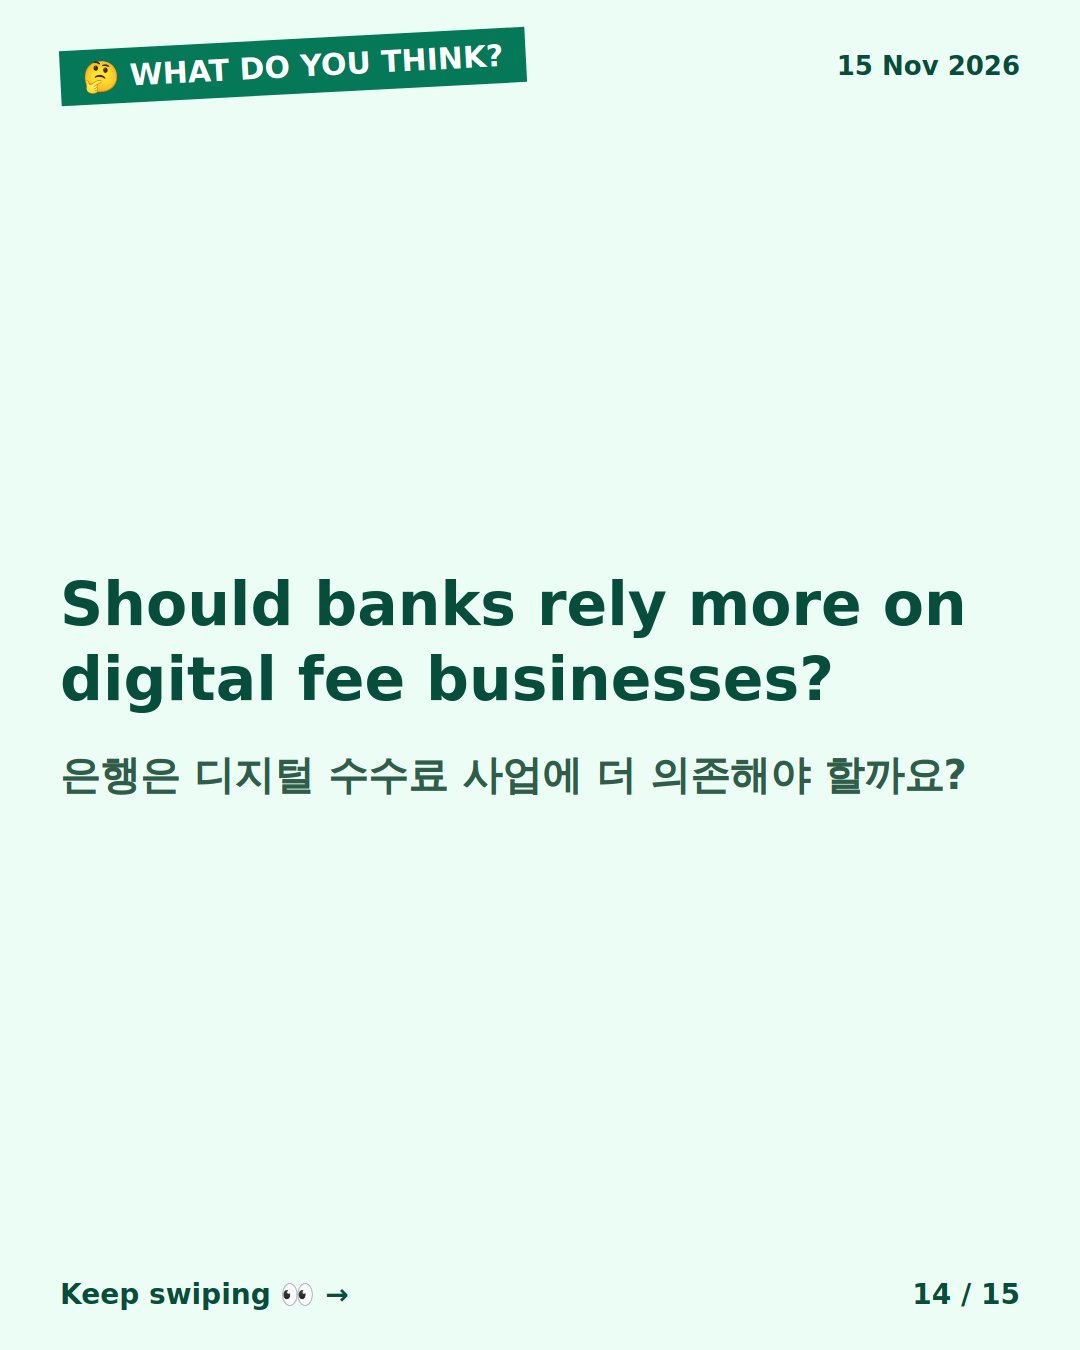 🤔 WHAT DO YOU THINK?
15 Nov 2026
Should banks rely more on
digital fee businesses?
은행은 디지털 수수료 사업에 더 의존해야 할까요?
Keep swiping 👀 →
14 / 15